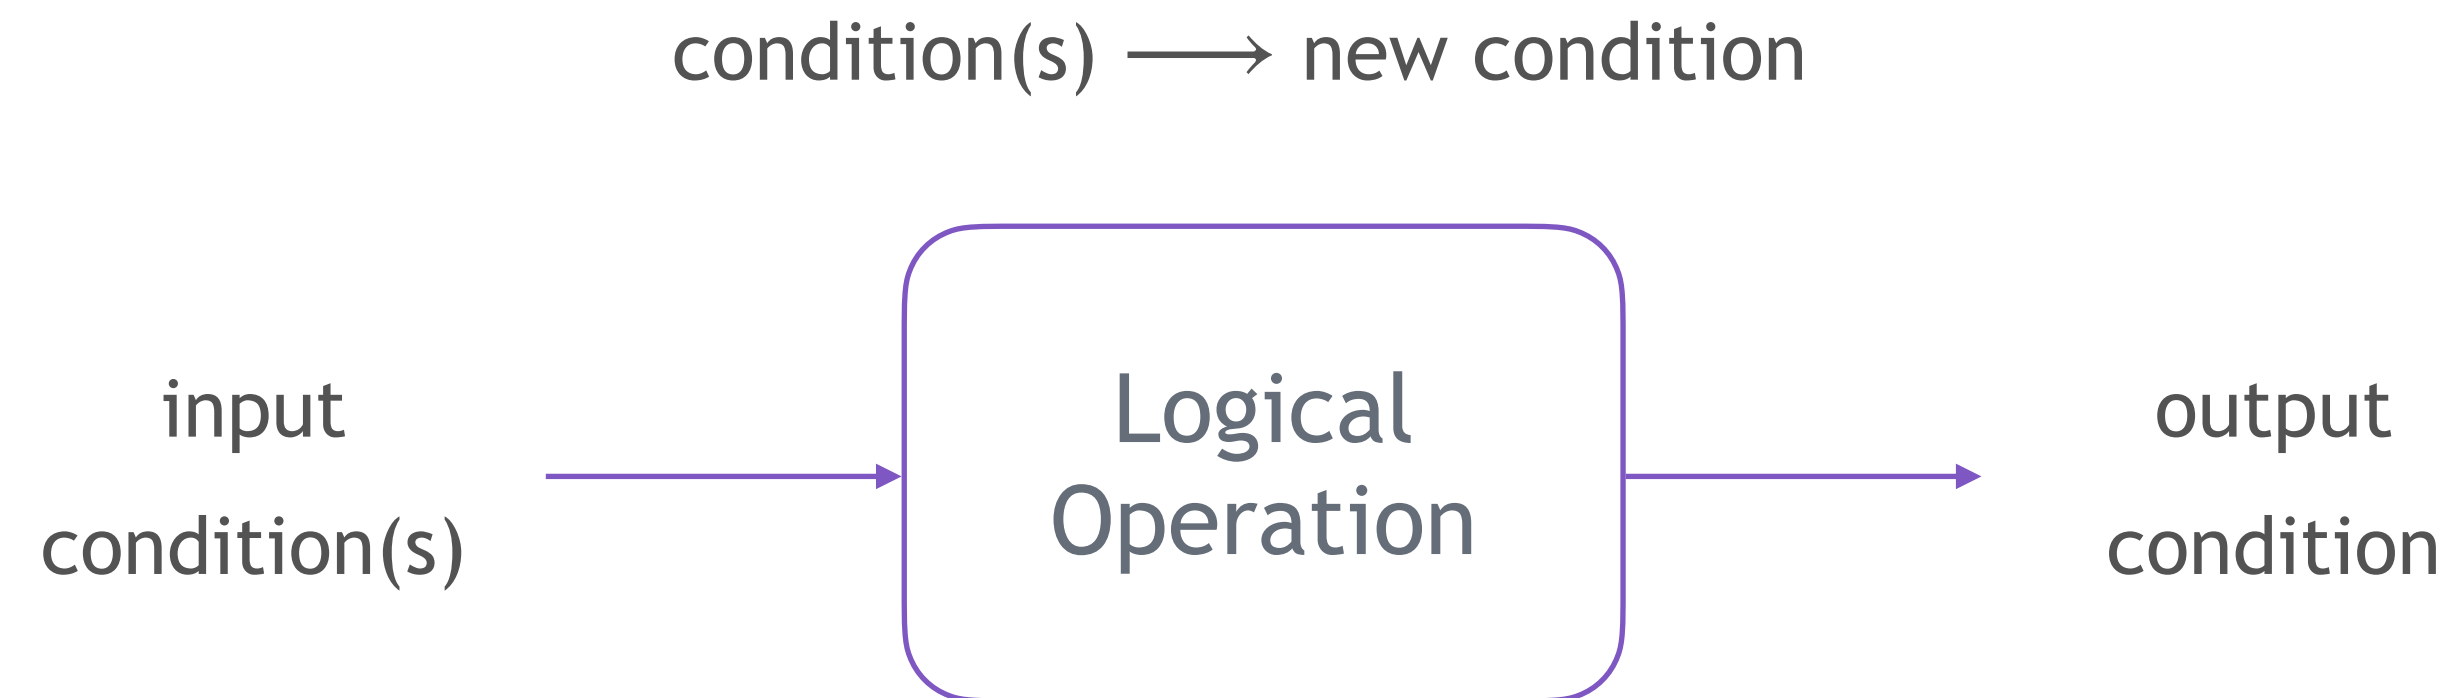 condition(s) ⟶ new condition
input
condition(s)
Logical
Operation
output
condition